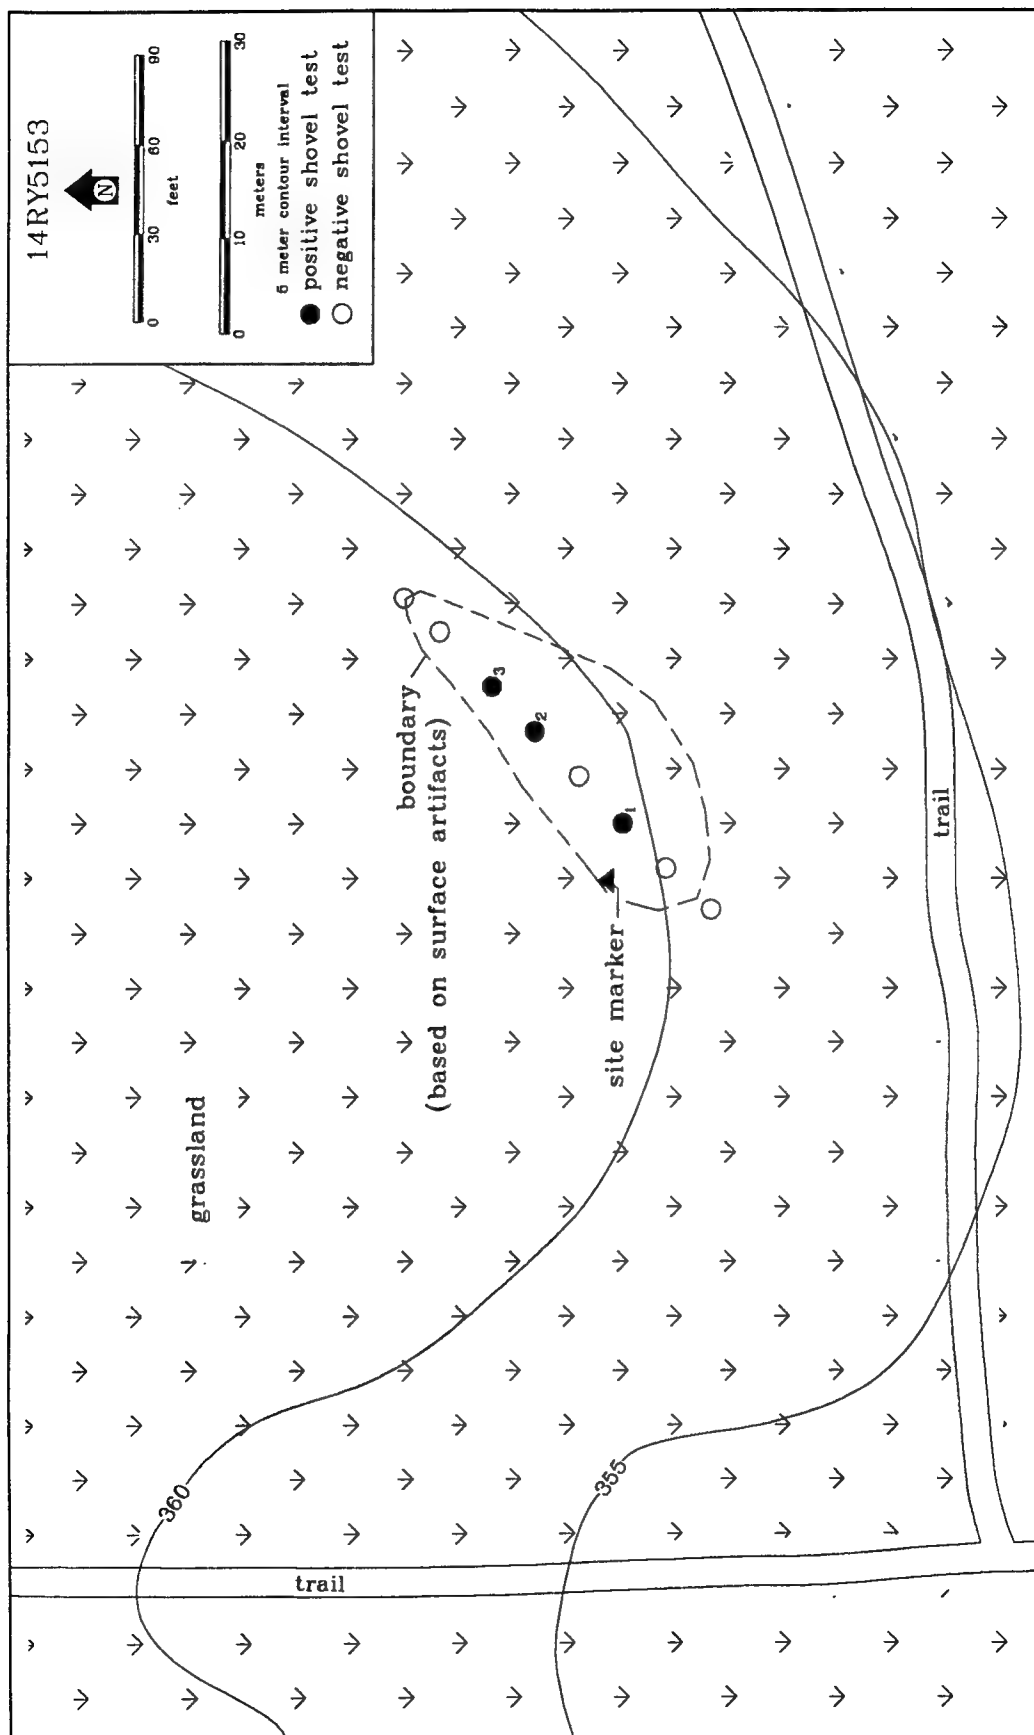 14RY5153
N
0 30 60 90
feet
0 10 20 30
meters
5 meter contour interval
positive shovel test
negative shovel test
grassland
boundary
(based on surface artifacts)
3
2
1
site marker
360
355
trail
trail